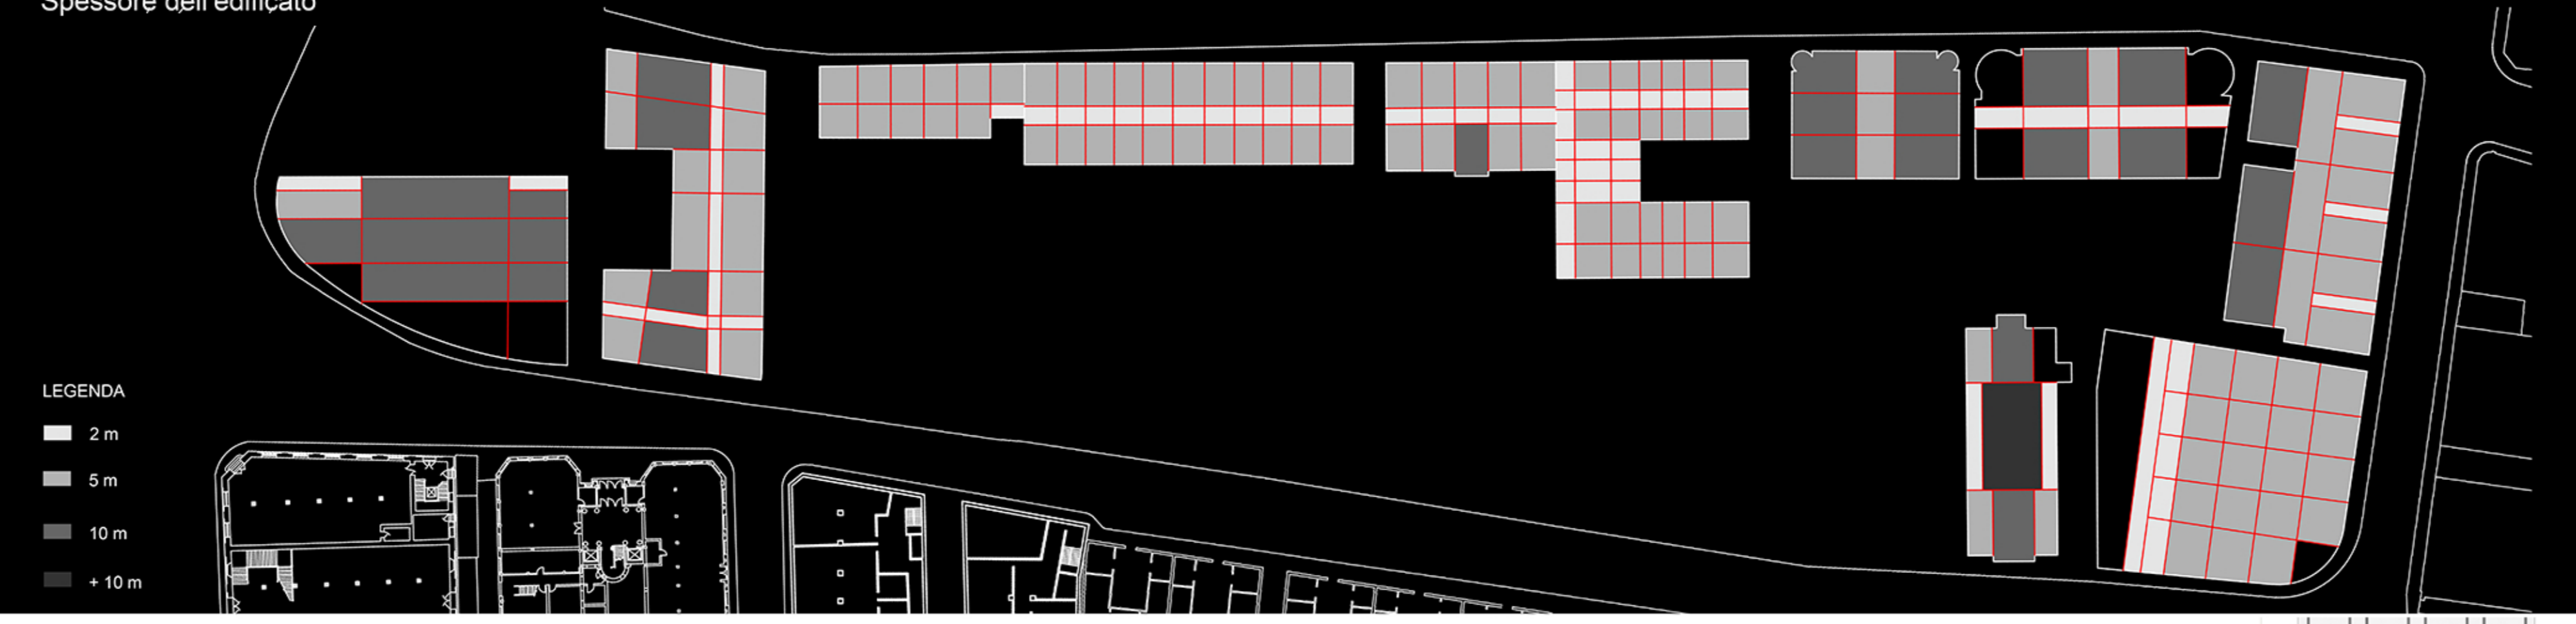 Spessore dell'edificato
LEGENDA
2 m
5 m
10 m
+ 10 m